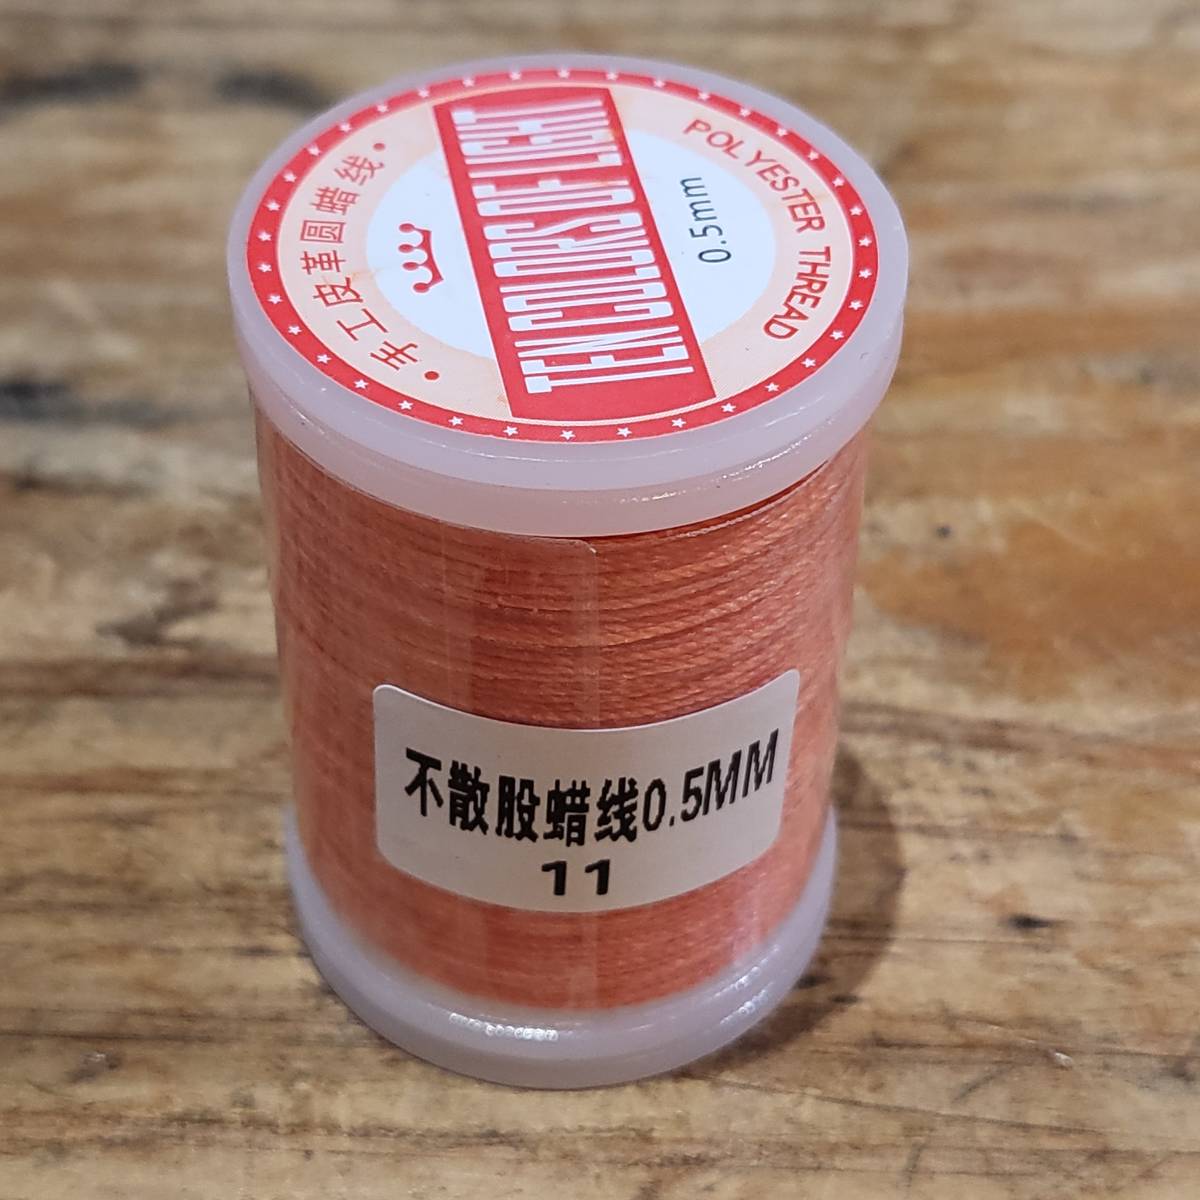 ·手工皮革圆蜡线·
TENCOLORSOFLIGHT
0.5mm
POLYESTER THREAD
不散股蜡线0.5MM
11